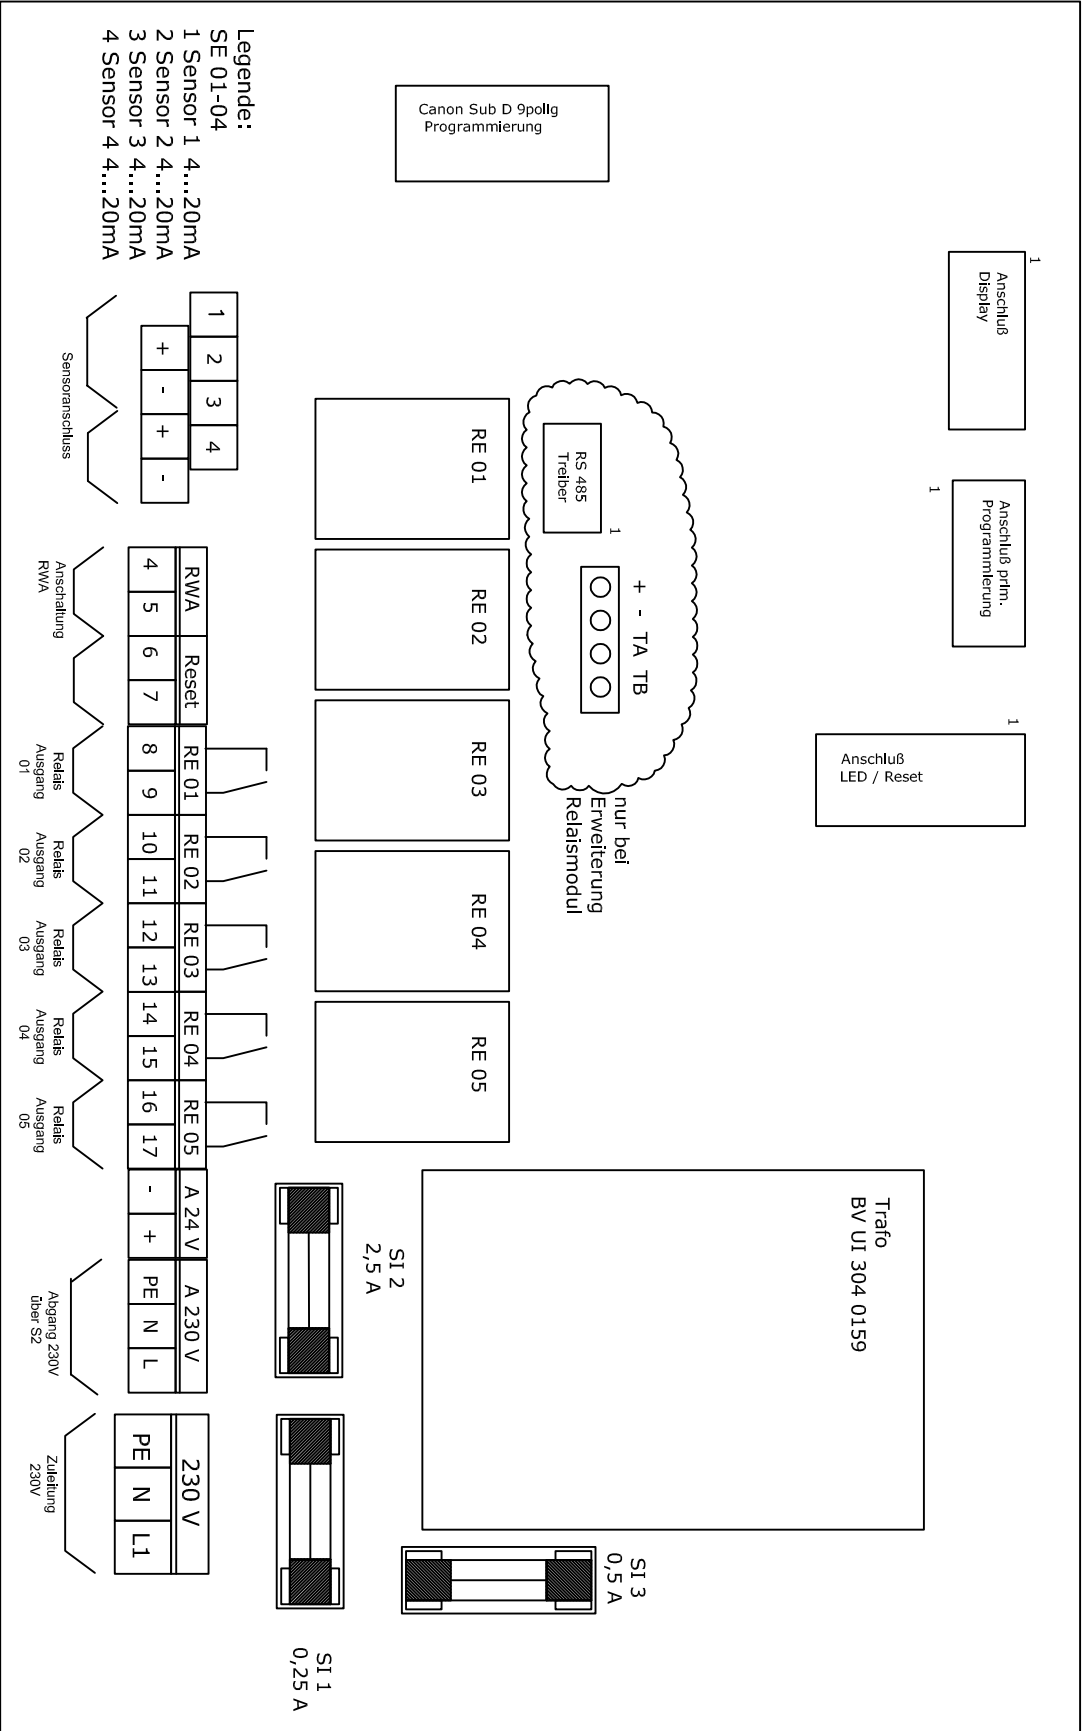 Canon Sub D 9pollg
Programmierung
1
Anschluß
Display
1
Anschluß prim.
Programmierung
1
Anschluß
LED / Reset
RS 485
Treiber
1
+ - TA TB
nur bei
Erweiterung
Relaismodul
RE 01
RE 02
RE 03
RE 04
RE 05
Trafo
BV UI 304 0159
SI 2
2,5 A
SI 3
0,5 A
SI 1
0,25 A
Legende:
SE 01-04
1 Sensor 1 4...20mA
2 Sensor 2 4...20mA
3 Sensor 3 4...20mA
4 Sensor 4 4...20mA
1 2 3 4
+ - + -
Sensoranschluss
RWA Reset RE 01 RE 02 RE 03 RE 04 RE 05 A 24 V A 230 V
4 5 6 7 8 9 10 11 12 13 14 15 16 17 - + PE N L
230 V
PE N L1
Anschaltung
RWA
Relais
Ausgang
01
Relais
Ausgang
02
Relais
Ausgang
03
Relais
Ausgang
04
Relais
Ausgang
05
Abgang 230V
über S2
Zuleitung
230V